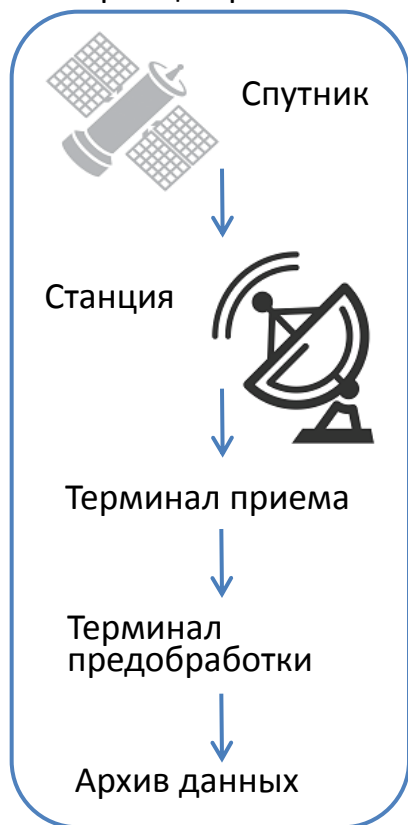 Спутник
Станция
Терминал приема
Терминал
предобработки
Архив данных